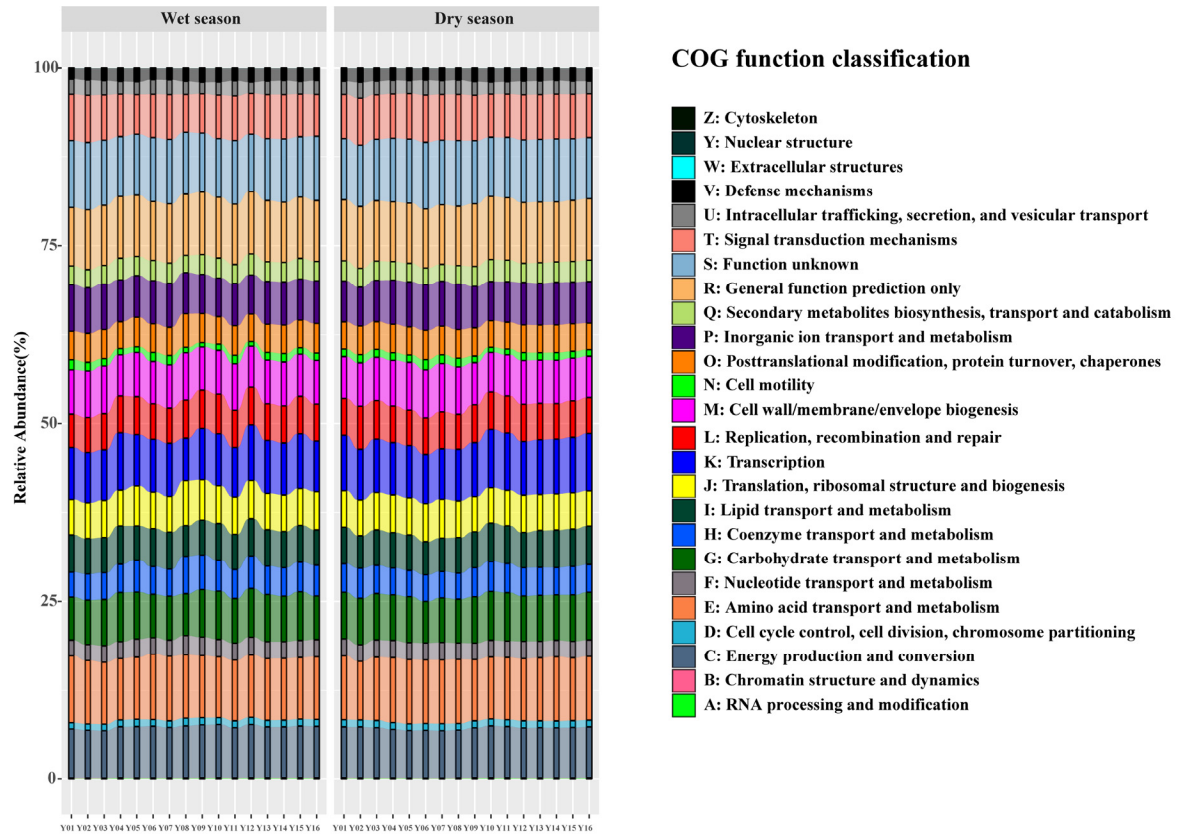 Wet season
Dry season
100
75
50
25
0
Relative Abundance(%)
Y01 Y02 Y03 Y04 Y05 Y06 Y07 Y08 Y09 Y10 Y11 Y12 Y13 Y14 Y15 Y16
Y01 Y02 Y03 Y04 Y05 Y06 Y07 Y08 Y09 Y10 Y11 Y12 Y13 Y14 Y15 Y16
COG function classification
Z: Cytoskeleton
Y: Nuclear structure
W: Extracellular structures
V: Defense mechanisms
U: Intracellular trafficking, secretion, and vesicular transport
T: Signal transduction mechanisms
S: Function unknown
R: General function prediction only
Q: Secondary metabolites biosynthesis, transport and catabolism
P: Inorganic ion transport and metabolism
O: Posttranslational modification, protein turnover, chaperones
N: Cell motility
M: Cell wall/membrane/envelope biogenesis
L: Replication, recombination and repair
K: Transcription
J: Translation, ribosomal structure and biogenesis
I: Lipid transport and metabolism
H: Coenzyme transport and metabolism
G: Carbohydrate transport and metabolism
F: Nucleotide transport and metabolism
E: Amino acid transport and metabolism
D: Cell cycle control, cell division, chromosome partitioning
C: Energy production and conversion
B: Chromatin structure and dynamics
A: RNA processing and modification